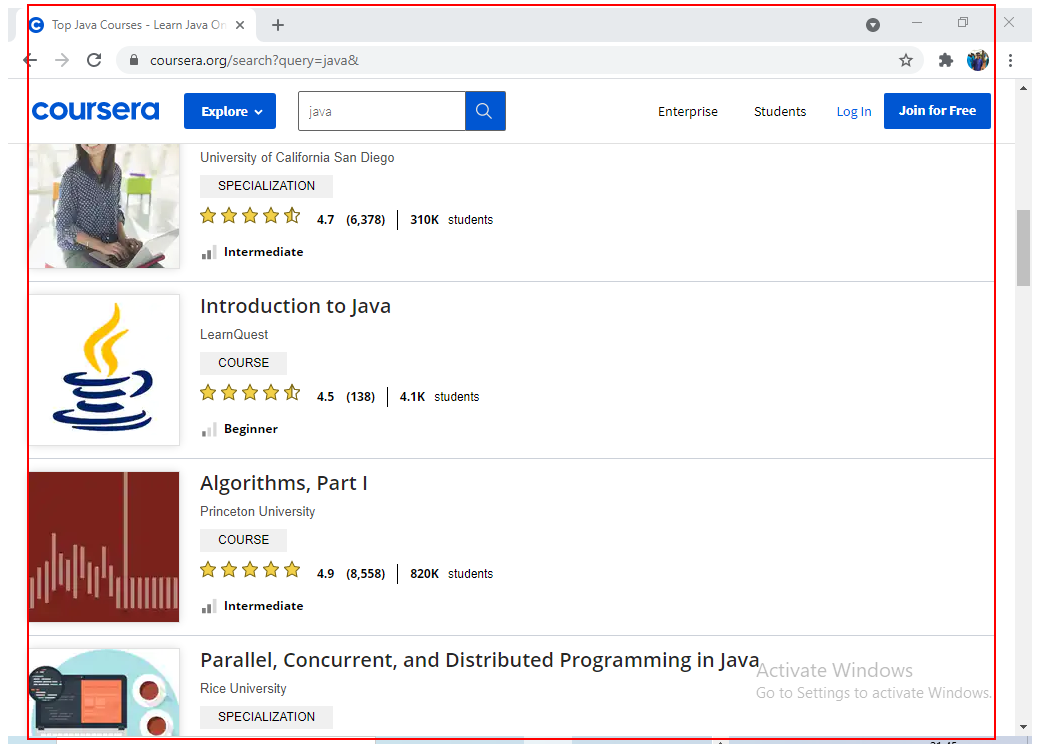 Top Java Courses - Learn Java On
coursera.org/search?query=java&
coursera
Explore
java
Enterprise
Students
Log In
Join for Free
University of California San Diego
SPECIALIZATION
4.7 (6,378) 310K students
Intermediate
Introduction to Java
LearnQuest
COURSE
4.5 (138) 4.1K students
Beginner
Algorithms, Part I
Princeton University
COURSE
4.9 (8,558) 820K students
Intermediate
Parallel, Concurrent, and Distributed Programming in Java
Rice University
SPECIALIZATION
Activate Windows
Go to Settings to activate Windows.